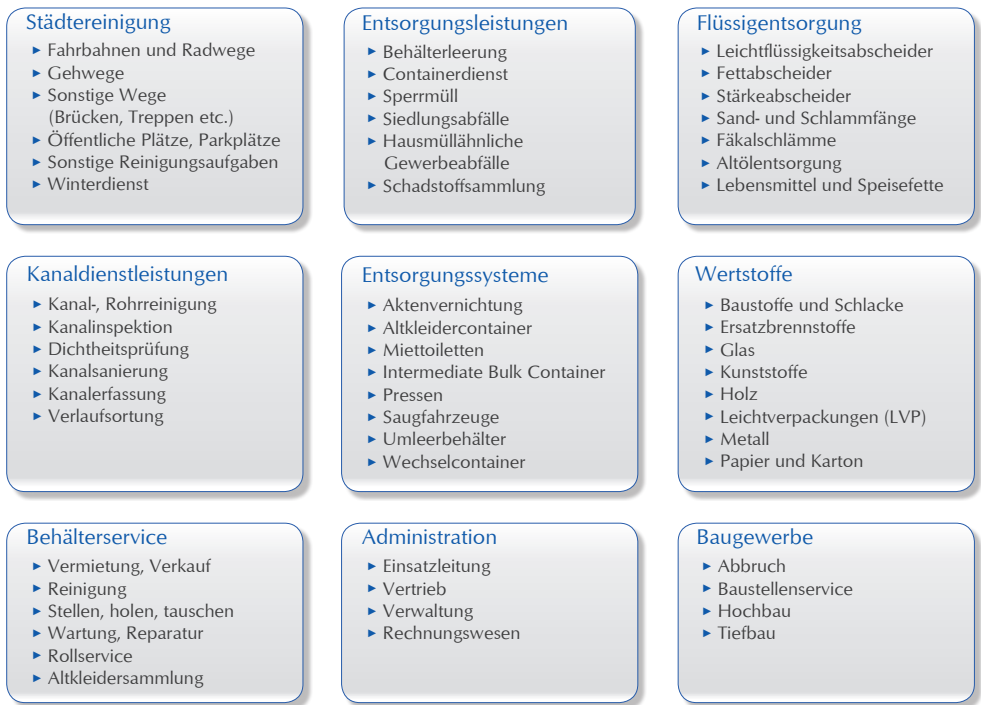 Städtereinigung
► Fahrbahnen und Radwege
► Gehwege
► Sonstige Wege
(Brücken, Treppen etc.)
► Öffentliche Plätze, Parkplätze
► Sonstige Reinigungsaufgaben
► Winterdienst
Entsorgungsleistungen
► Behälterleerung
► Containerdienst
► Sperrmüll
► Siedlungsabfälle
► Hausmüllähnliche
Gewerbeabfälle
► Schadstoffsammlung
Flüssigentsorgung
► Leichtflüssigkeitsabscheider
► Fettabscheider
► Stärkeabscheider
► Sand- und Schlammfänge
► Fäkalschlämme
► Altölentsorgung
► Lebensmittel und Speisefette
Kanaldienstleistungen
► Kanal-, Rohrreinigung
► Kanalinspektion
► Dichtheitsprüfung
► Kanalsanierung
► Kanalerfassung
► Verlaufsortung
Entsorgungssysteme
► Aktenvernichtung
► Altkleidercontainer
► Miettoiletten
► Intermediate Bulk Container
► Pressen
► Saugfahrzeuge
► Umleerbehälter
► Wechselcontainer
Wertstoffe
► Baustoffe und Schlacke
► Ersatzbrennstoffe
► Glas
► Kunststoffe
► Holz
► Leichtverpackungen (LVP)
► Metall
► Papier und Karton
Behälterservice
► Vermietung, Verkauf
► Reinigung
► Stellen, holen, tauschen
► Wartung, Reparatur
► Rollservice
► Altkleidersammlung
Administration
► Einsatzleitung
► Vertrieb
► Verwaltung
► Rechnungswesen
Baugewerbe
► Abbruch
► Baustellenservice
► Hochbau
► Tiefbau